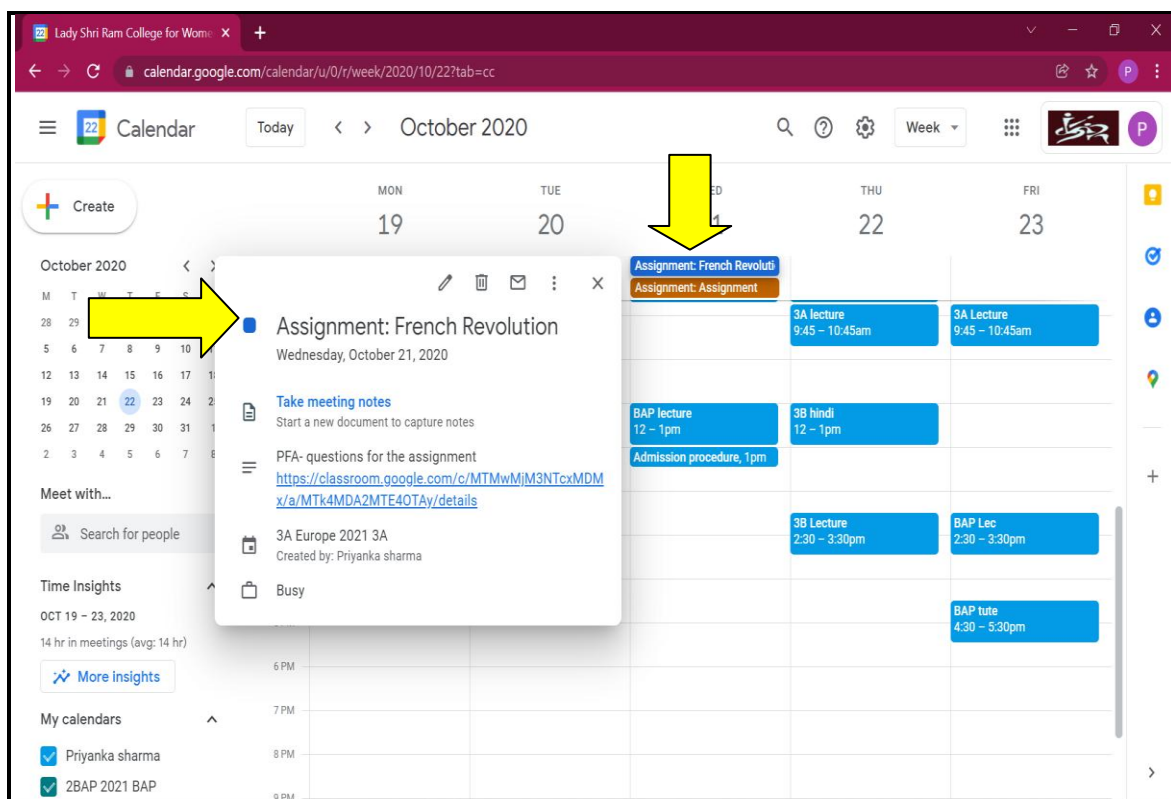 22 Lady Shri Ram College for Wome
calendar.google.com/calendar/u/0/r/week/2020/10/22?tab=cc
P
22 Calendar
Today
October 2020
Week
P
Create
MON TUE ED THU FRI
19 20 1 22 23
October 2020
M T W T F S
28 29
5 6 7 8 9 10
12 13 14 15 16 17
19 20 21 22 23 24
26 27 28 29 30 31
2 3 4 5 6 7
Meet with...
Search for people
Time Insights
OCT 19 – 23, 2020
14 hr in meetings (avg: 14 hr)
More insights
My calendars
Priyanka sharma
2BAP 2021 BAP
Assignment: French Revolution
Wednesday, October 21, 2020
Take meeting notes
Start a new document to capture notes
PFA- questions for the assignment
https://classroom.google.com/c/MTMwMjM3NTcxMDM
x/a/MTk4MDA2MTE4OTAy/details
3A Europe 2021 3A
Created by: Priyanka sharma
Busy
Assignment: French Revoluti
Assignment: Assignment
3A lecture
9:45 – 10:45am
3A Lecture
9:45 – 10:45am
BAP lecture
12 – 1pm
3B hindi
12 – 1pm
Admission procedure, 1pm
3B Lecture
2:30 – 3:30pm
BAP Lec
2:30 – 3:30pm
BAP tute
4:30 – 5:30pm
6 PM
7 PM
8 PM
9 PM